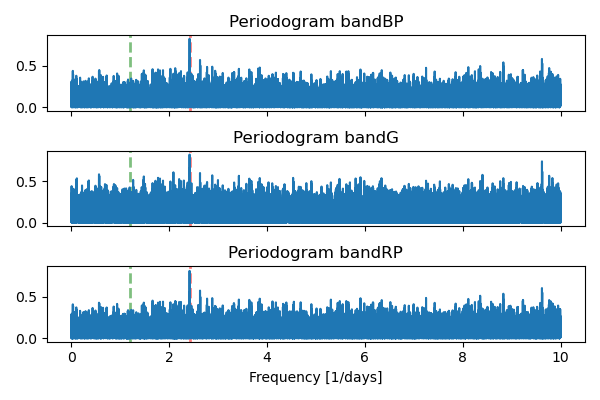 Periodogram bandBP
0.5
0.0
Periodogram bandG
0.5
0.0
Periodogram bandRP
0.5
0.0
0 2 4 6 8 10
Frequency [1/days]